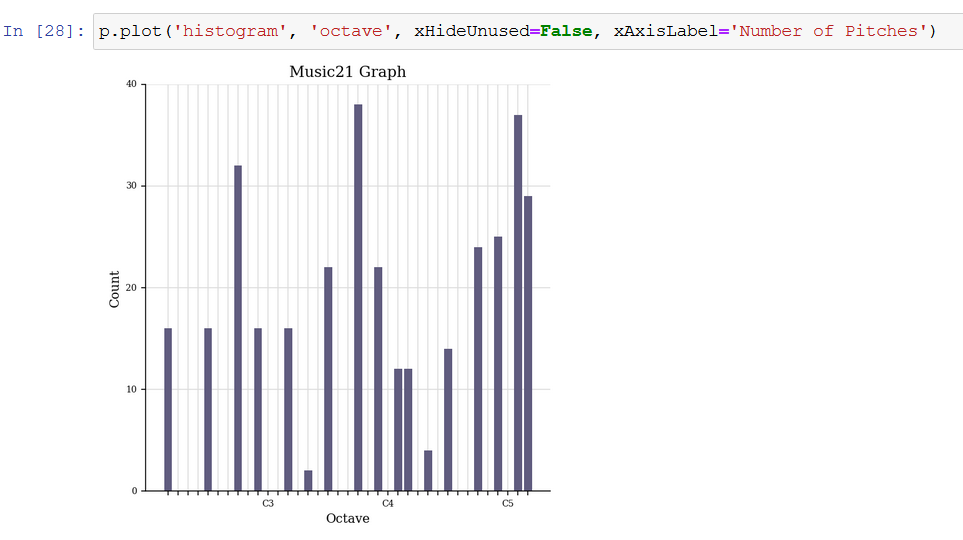 In [28]: p.plot('histogram', 'octave', xHideUnused=False, xAxisLabel='Number of Pitches')
Music21 Graph
40
30
20
10
0
Count
C3 C4 C5
Octave